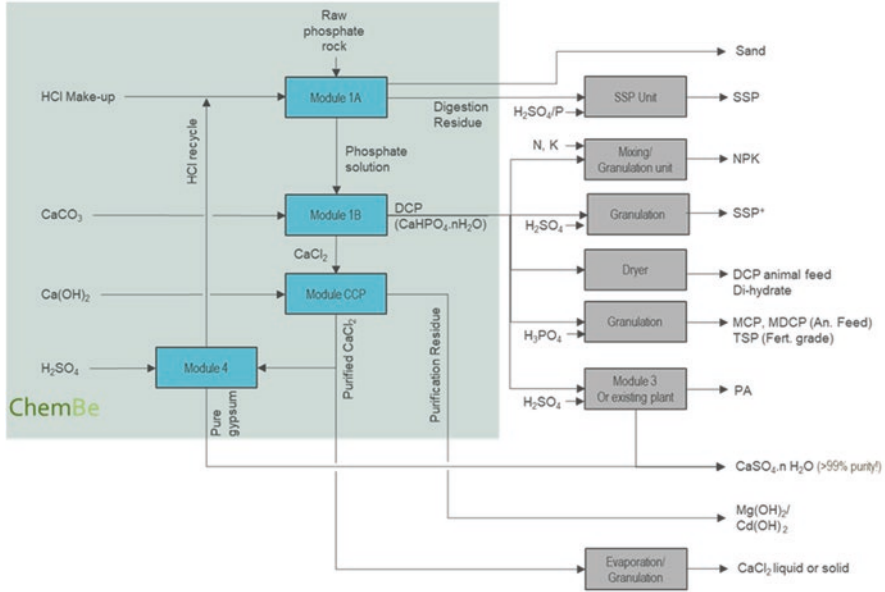 Raw
phosphate
rock
Sand
HCl Make-up
Module 1A
Digestion
Residue
H₂SO₄/P
SSP Unit
SSP
HCl recycle
Phosphate
solution
N, K
Mixing/
Granulation unit
NPK
CaCO₃
Module 1B
DCP
(CaHPO₄.nH₂O)
H₂SO₄
Granulation
SSP*
CaCl₂
Dryer
DCP animal feed
Di-hydrate
Ca(OH)₂
Module CCP
H₃PO₄
Granulation
MCP, MDCP (An. Feed)
TSP (Fert. grade)
Purified CaCl₂
Purification Residue
H₂SO₄
Module 4
H₂SO₄
Module 3
Or existing plant
PA
ChemBe
Pure
gypsum
CaSO₄.n H₂O (>99% purity!)
Mg(OH)₂/
Cd(OH)₂
Evaporation/
Granulation
CaCl₂ liquid or solid